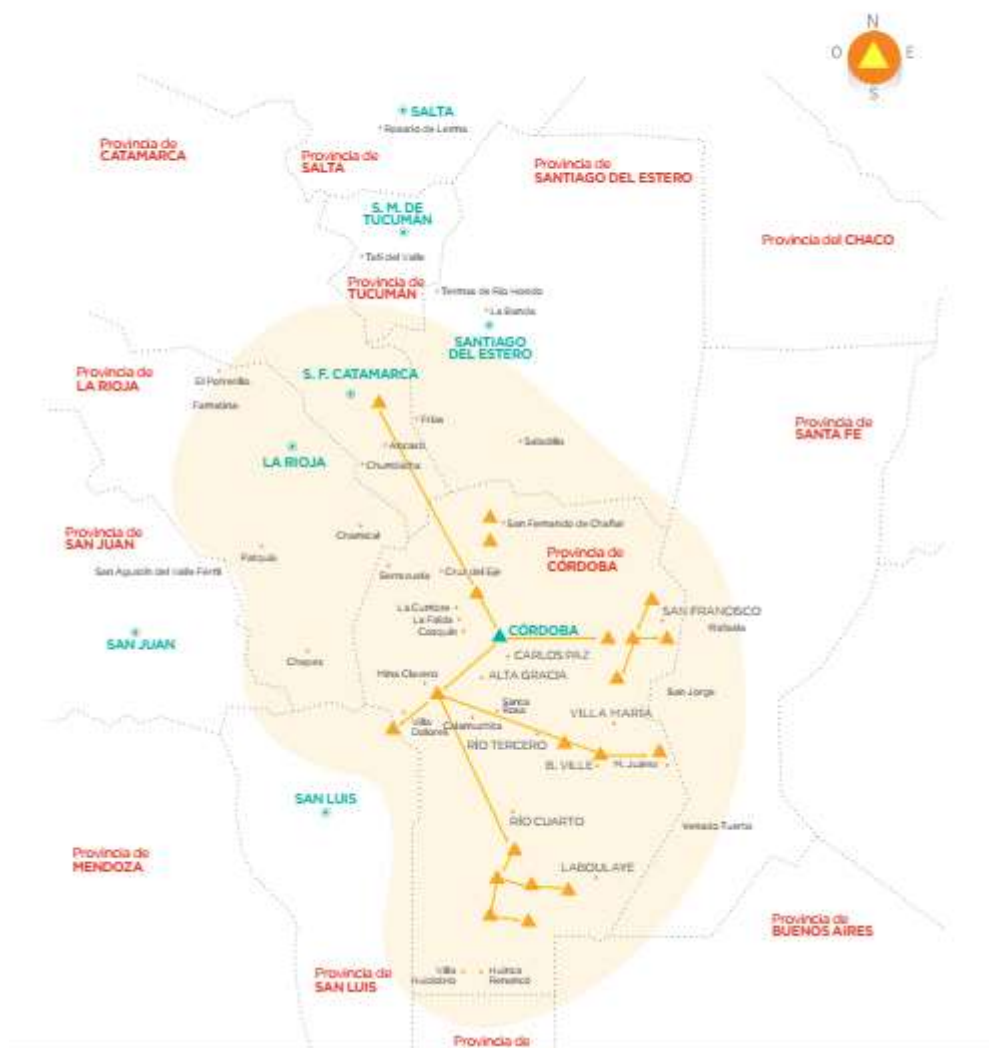 N
O E
S
SALTA
Rosario de Lerma
Provincia de
CATAMARCA
Provincia de
SALTA
Provincia de
SANTIAGO DEL ESTERO
S. M. DE
TUCUMÁN
Provincia del CHACO
Tafí del Valle
Provincia de
TUCUMÁN
Termas de Río Hondo
La Banda
SANTIAGO
DEL ESTERO
Provincia de
LA RIOJA
El Potrerillo
S. F. CATAMARCA
Famatina
Frías
Provincia de
SANTA FE
Ancasti
Saladillo
LA RIOJA
Chumbicha
Provincia de
SAN JUAN
Chamical
San Fernando de Chañar
Patquía
Provincia de
CÓRDOBA
San Agustín del Valle Fértil
Serrezuela
Cruz del Eje
La Cumbre
La Falda
Cosquín
SAN FRANCISCO
Rafaela
SAN JUAN
CÓRDOBA
Chepes
CARLOS PAZ
Mina Clavero
ALTA GRACIA
San Jorge
Santa
Rosa
Villa
Dolores
Calamuchita
VILLA MARÍA
RÍO TERCERO
B. VILLE
M. Juárez
SAN LUIS
RÍO CUARTO
Venado Tuerto
Provincia de
MENDOZA
LABOULAYE
Provincia de
BUENOS AIRES
Provincia de
SAN LUIS
Villa
Huidobro
Huinca
Renancó
Provincia de